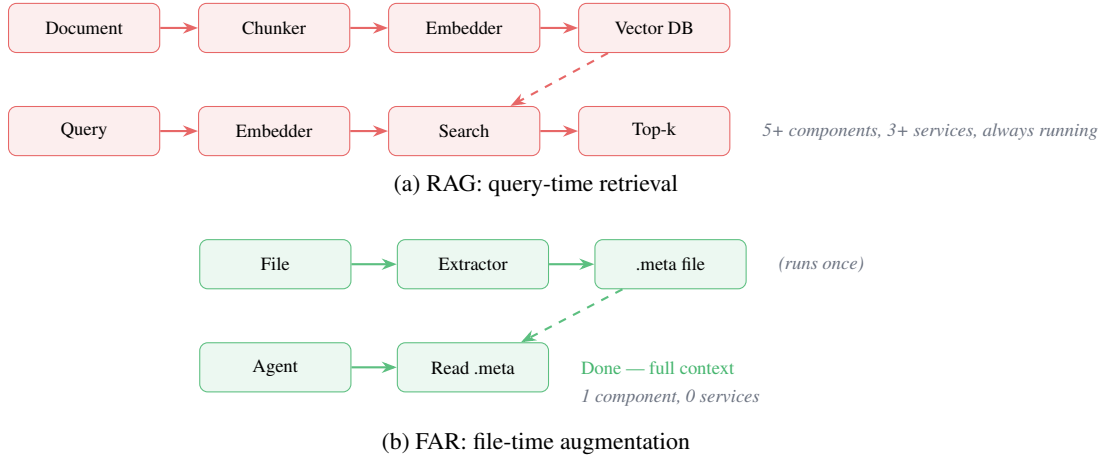 Document
Chunker
Embedder
Vector DB
Query
Embedder
Search
Top-k
5+ components, 3+ services, always running
(a) RAG: query-time retrieval
File
Extractor
.meta file
(runs once)
Agent
Read .meta
Done — full context
1 component, 0 services
(b) FAR: file-time augmentation